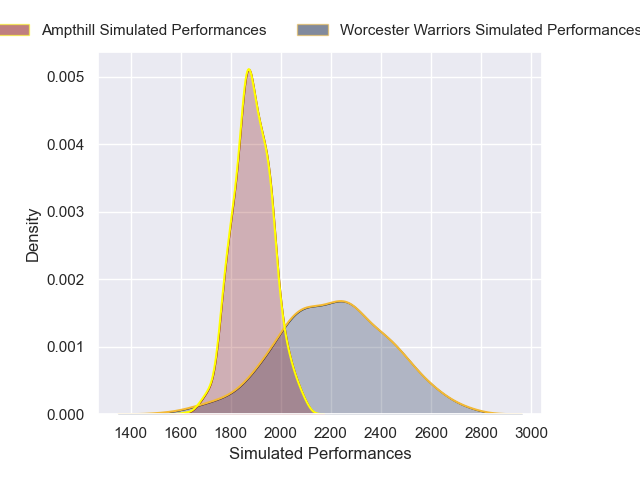 Ampthill Simulated Performances
Worcester Warriors Simulated Performances
0.005
0.004
0.003
0.002
0.001
0.000
Density
1400 1600 1800 2000 2200 2400 2600 2800 3000
Simulated Performances